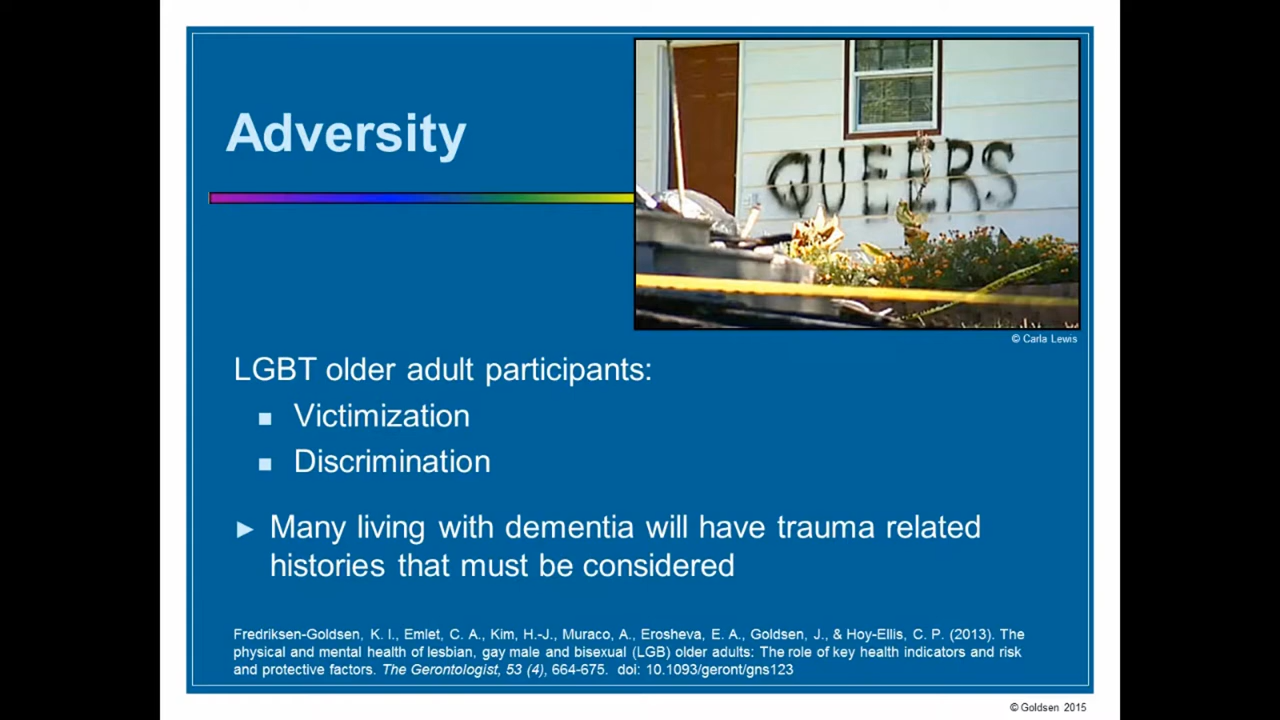 Adversity
QUEERS
© Carla Lewis
LGBT older adult participants:
■ Victimization
■ Discrimination
► Many living with dementia will have trauma related
histories that must be considered
Fredriksen-Goldsen, K. I., Emlet, C. A., Kim, H.-J., Muraco, A., Erosheva, E. A., Goldsen, J., & Hoy-Ellis, C. P. (2013). The
physical and mental health of lesbian, gay male and bisexual (LGB) older adults: The role of key health indicators and risk
and protective factors. The Gerontologist, 53 (4), 664-675. doi: 10.1093/geront/gns123
© Goldsen 2015